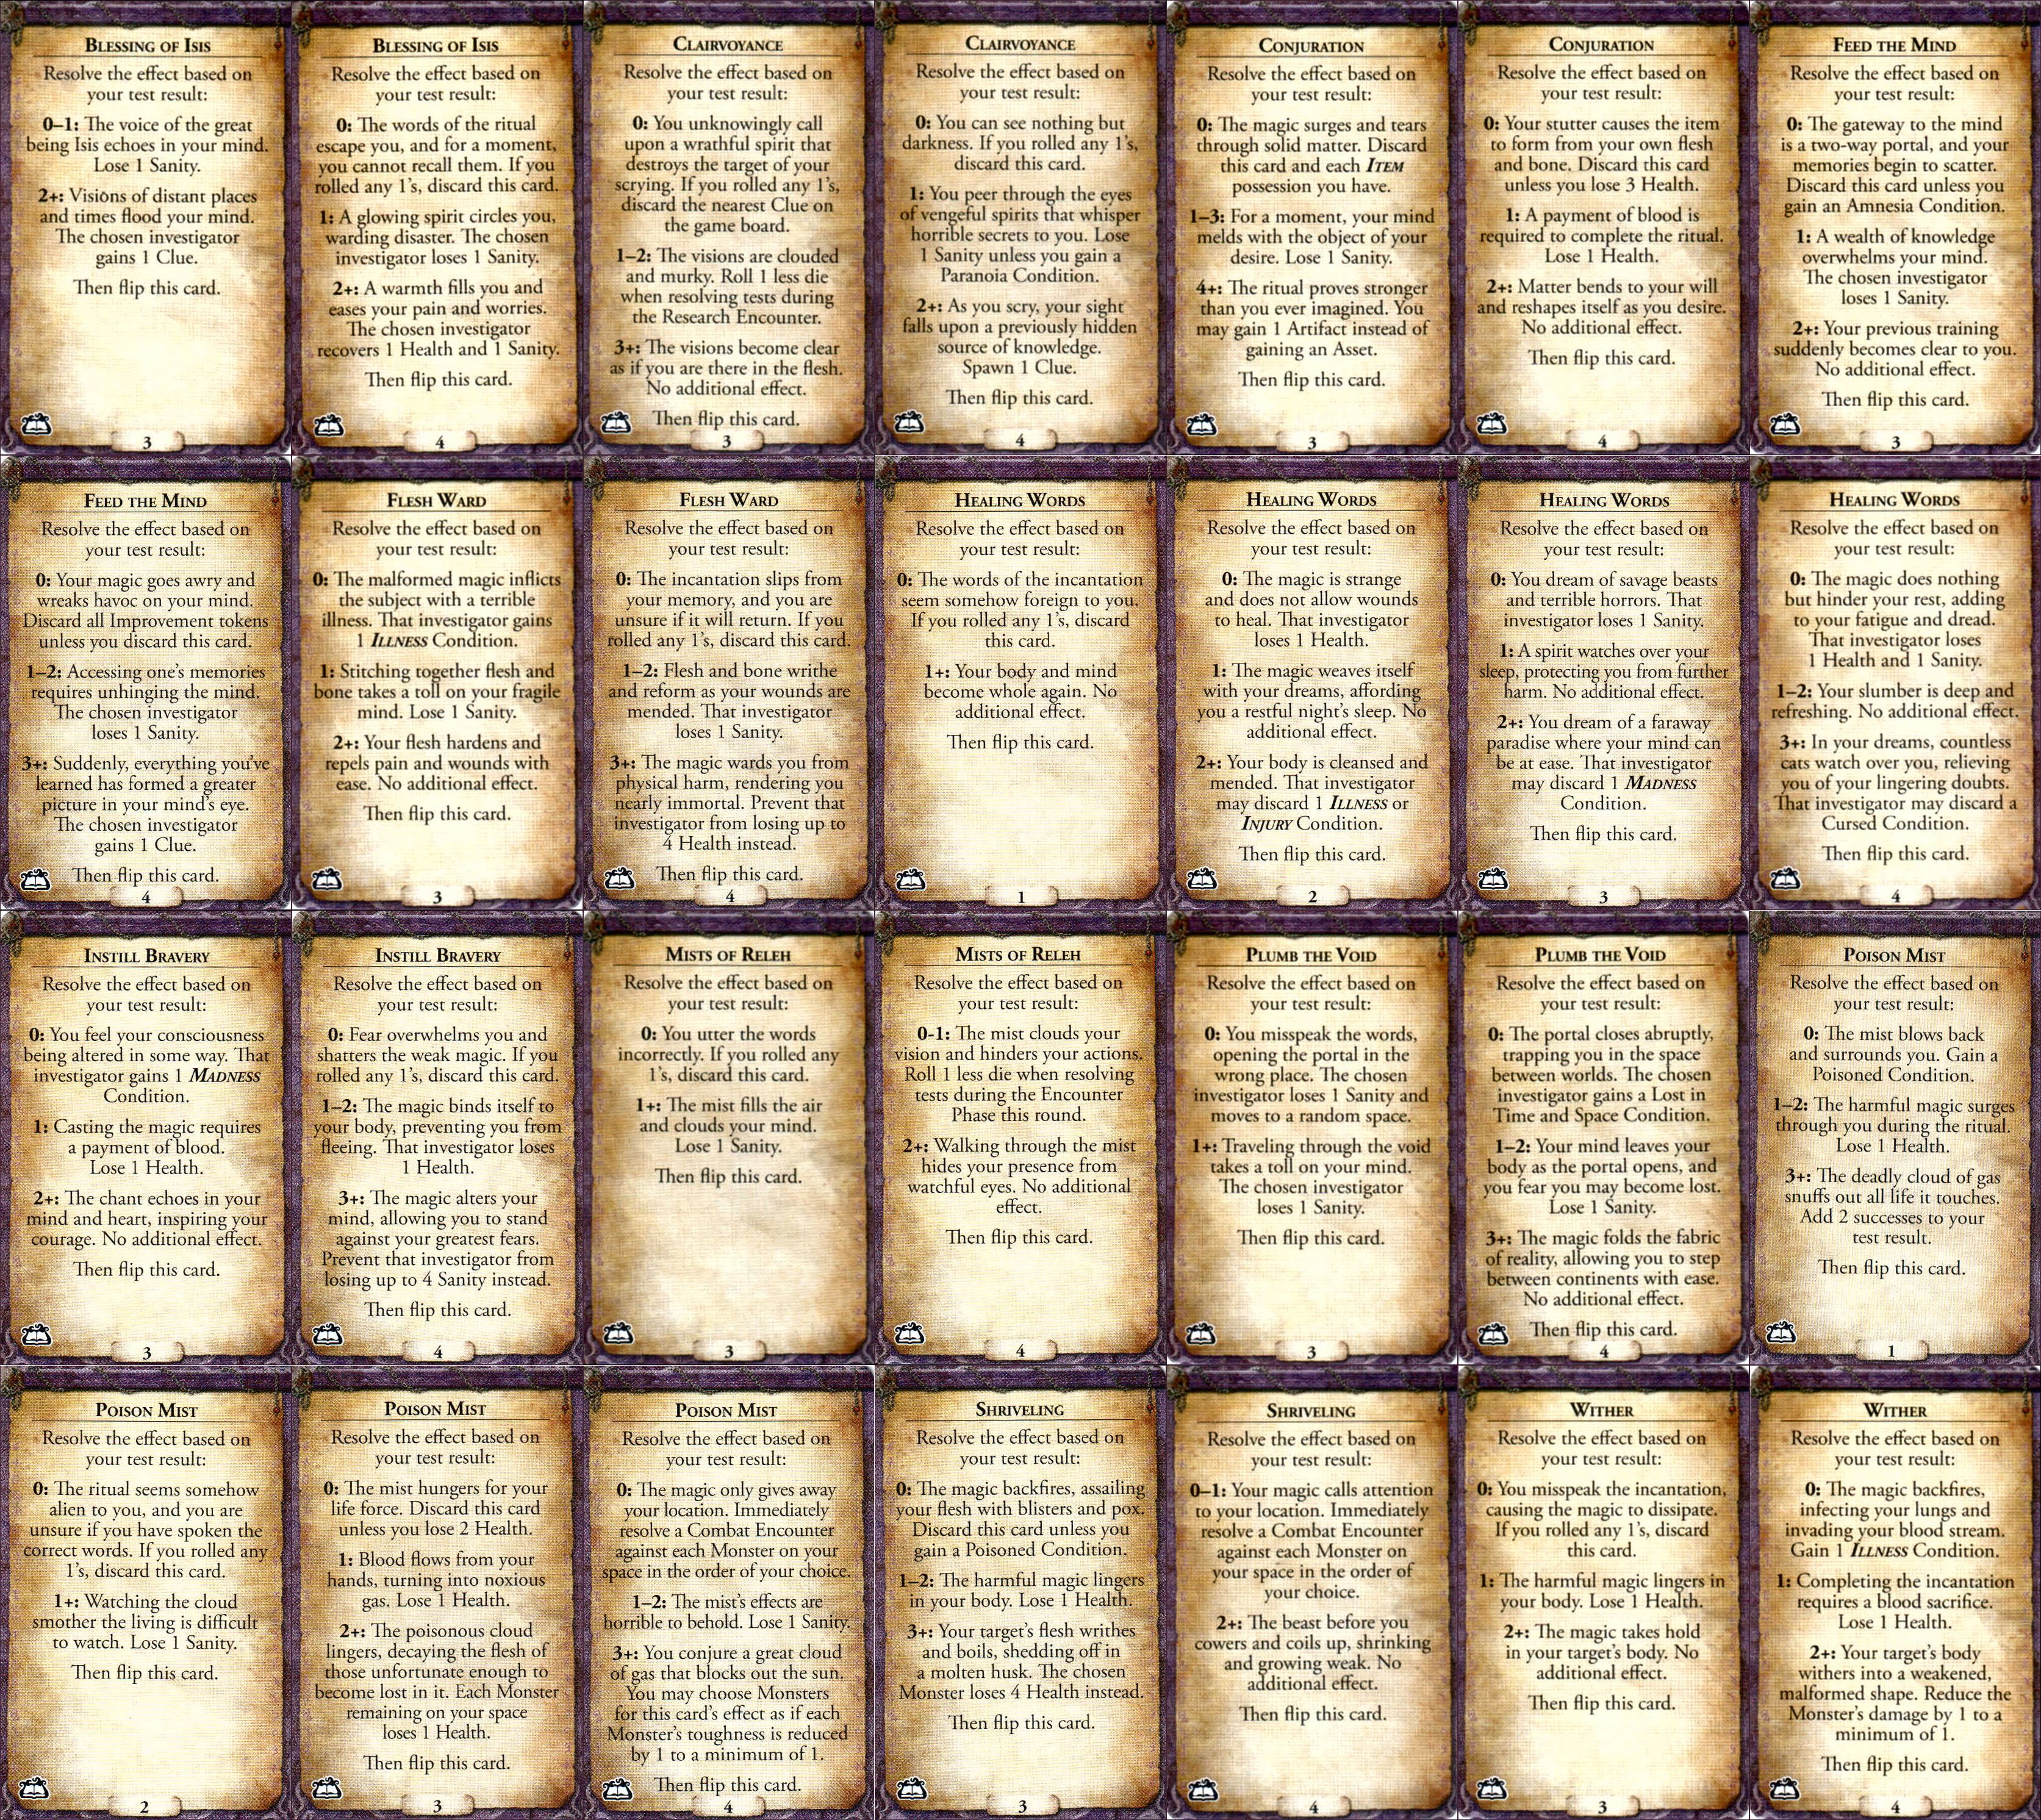 BLESSING OF ISIS
Resolve the effect based on
your test result:
0–1: The voice of the great
being Isis echoes in your mind.
Lose 1 Sanity.
2+: Visions of distant places
and times flood your mind.
The chosen investigator
gains 1 Clue.
Then flip this card.
3
BLESSING OF ISIS
Resolve the effect based on
your test result:
0: The words of the ritual
escape you, and for a moment,
you cannot recall them. If you
rolled any 1's, discard this card.
1: A glowing spirit circles you,
warding disaster. The chosen
investigator loses 1 Sanity.
2+: A warmth fills you and
eases your pain and worries.
The chosen investigator
recovers 1 Health and 1 Sanity.
Then flip this card.
4
CLAIRVOYANCE
Resolve the effect based on
your test result:
0: You unknowingly call
upon a wrathful spirit that
destroys the target of your
scrying. If you rolled any 1's,
discard the nearest Clue on
the game board.
1–2: The visions are clouded
and murky. Roll 1 less die
when resolving tests during
the Research Encounter.
3+: The visions become clear
as if you are there in the flesh.
No additional effect.
Then flip this card.
3
CLAIRVOYANCE
Resolve the effect based on
your test result:
0: You can see nothing but
darkness. If you rolled any 1's,
discard this card.
1: You peer through the eyes
of vengeful spirits that whisper
horrible secrets to you. Lose
1 Sanity unless you gain a
Paranoia Condition.
2+: As you scry, your sight
falls upon a previously hidden
source of knowledge.
Spawn 1 Clue.
Then flip this card.
4
CONJURATION
Resolve the effect based on
your test result:
0: The magic surges and tears
through solid matter. Discard
this card and each ITEM
possession you have.
1–3: For a moment, your mind
melds with the object of your
desire. Lose 1 Sanity.
4+: The ritual proves stronger
than you ever imagined. You
may gain 1 Artifact instead of
gaining an Asset.
Then flip this card.
3
CONJURATION
Resolve the effect based on
your test result:
0: Your stutter causes the item
to form from your own flesh
and bone. Discard this card
unless you lose 3 Health.
1: A payment of blood is
required to complete the ritual.
Lose 1 Health.
2+: Matter bends to your will
and reshapes itself as you desire.
No additional effect.
Then flip this card.
4
FEED THE MIND
Resolve the effect based on
your test result:
0: The gateway to the mind
is a two-way portal, and your
memories begin to scatter.
Discard this card unless you
gain an Amnesia Condition.
1: A wealth of knowledge
overwhelms your mind.
The chosen investigator
loses 1 Sanity.
2+: Your previous training
suddenly becomes clear to you.
No additional effect.
Then flip this card.
3
FEED THE MIND
Resolve the effect based on
your test result:
0: Your magic goes awry and
wreaks havoc on your mind.
Discard all Improvement tokens
unless you discard this card.
1–2: Accessing one's memories
requires unhinging the mind.
The chosen investigator
loses 1 Sanity.
3+: Suddenly, everything you've
learned has formed a greater
picture in your mind's eye.
The chosen investigator
gains 1 Clue.
Then flip this card.
4
FLESH WARD
Resolve the effect based on
your test result:
0: The malformed magic inflicts
the subject with a terrible
illness. That investigator gains
1 ILLNESS Condition.
1: Stitching together flesh and
bone takes a toll on your fragile
mind. Lose 1 Sanity.
2+: Your flesh hardens and
repels pain and wounds with
ease. No additional effect.
Then flip this card.
3
FLESH WARD
Resolve the effect based on
your test result:
0: The incantation slips from
your memory, and you are
unsure if it will return. If you
rolled any 1's, discard this card.
1–2: Flesh and bone writhe
and reform as your wounds are
mended. That investigator
loses 1 Sanity.
3+: The magic wards you from
physical harm, rendering you
nearly immortal. Prevent that
investigator from losing up to
4 Health instead.
Then flip this card.
4
HEALING WORDS
Resolve the effect based on
your test result:
0: The words of the incantation
seem somehow foreign to you.
If you rolled any 1's, discard
this card.
1+: Your body and mind
become whole again. No
additional effect.
Then flip this card.
1
HEALING WORDS
Resolve the effect based on
your test result:
0: The magic is strange
and does not allow wounds
to heal. That investigator
loses 1 Health.
1: The magic weaves itself
with your dreams, affording
you a restful night's sleep. No
additional effect.
2+: Your body is cleansed and
mended. That investigator
may discard 1 ILLNESS or
INJURY Condition.
Then flip this card.
2
HEALING WORDS
Resolve the effect based on
your test result:
0: You dream of savage beasts
and terrible horrors. That
investigator loses 1 Sanity.
1: A spirit watches over your
sleep, protecting you from further
harm. No additional effect.
2+: You dream of a faraway
paradise where your mind can
be at ease. That investigator
may discard 1 MADNESS
Condition.
Then flip this card.
3
HEALING WORDS
Resolve the effect based on
your test result:
0: The magic does nothing
but hinder your rest, adding
to your fatigue and dread.
That investigator loses
1 Health and 1 Sanity.
1–2: Your slumber is deep and
refreshing. No additional effect.
3+: In your dreams, countless
cats watch over you, relieving
you of your lingering doubts.
That investigator may discard a
Cursed Condition.
Then flip this card.
4
INSTILL BRAVERY
Resolve the effect based on
your test result:
0: You feel your consciousness
being altered in some way. That
investigator gains 1 MADNESS
Condition.
1: Casting the magic requires
a payment of blood.
Lose 1 Health.
2+: The chant echoes in your
mind and heart, inspiring your
courage. No additional effect.
Then flip this card.
3
INSTILL BRAVERY
Resolve the effect based on
your test result:
0: Fear overwhelms you and
shatters the weak magic. If you
rolled any 1's, discard this card.
1–2: The magic binds itself to
your body, preventing you from
fleeing. That investigator loses
1 Health.
3+: The magic alters your
mind, allowing you to stand
against your greatest fears.
Prevent that investigator from
losing up to 4 Sanity instead.
Then flip this card.
4
MISTS OF RELEH
Resolve the effect based on
your test result:
0: You utter the words
incorrectly. If you rolled any
1's, discard this card.
1+: The mist fills the air
and clouds your mind.
Lose 1 Sanity.
Then flip this card.
3
MISTS OF RELEH
Resolve the effect based on
your test result:
0-1: The mist clouds your
vision and hinders your actions.
Roll 1 less die when resolving
tests during the Encounter
Phase this round.
2+: Walking through the mist
hides your presence from
watchful eyes. No additional
effect.
Then flip this card.
4
PLUMB THE VOID
Resolve the effect based on
your test result:
0: You misspeak the words,
opening the portal in the
wrong place. The chosen
investigator loses 1 Sanity and
moves to a random space.
1+: Traveling through the void
takes a toll on your mind.
The chosen investigator
loses 1 Sanity.
Then flip this card.
3
PLUMB THE VOID
Resolve the effect based on
your test result:
0: The portal closes abruptly,
trapping you in the space
between worlds. The chosen
investigator gains a Lost in
Time and Space Condition.
1–2: Your mind leaves your
body as the portal opens, and
you fear you may become lost.
Lose 1 Sanity.
3+: The magic folds the fabric
of reality, allowing you to step
between continents with ease.
No additional effect.
Then flip this card.
4
POISON MIST
Resolve the effect based on
your test result:
0: The mist blows back
and surrounds you. Gain a
Poisoned Condition.
1–2: The harmful magic surges
through you during the ritual.
Lose 1 Health.
3+: The deadly cloud of gas
snuffs out all life it touches.
Add 2 successes to your
test result.
Then flip this card.
1
POISON MIST
Resolve the effect based on
your test result:
0: The ritual seems somehow
alien to you, and you are
unsure if you have spoken the
correct words. If you rolled any
1's, discard this card.
1+: Watching the cloud
smother the living is difficult
to watch. Lose 1 Sanity.
Then flip this card.
2
POISON MIST
Resolve the effect based on
your test result:
0: The mist hungers for your
life force. Discard this card
unless you lose 2 Health.
1: Blood flows from your
hands, turning into noxious
gas. Lose 1 Health.
2+: The poisonous cloud
lingers, decaying the flesh of
those unfortunate enough to
become lost in it. Each Monster
remaining on your space
loses 1 Health.
Then flip this card.
3
POISON MIST
Resolve the effect based on
your test result:
0: The magic only gives away
your location. Immediately
resolve a Combat Encounter
against each Monster on your
space in the order of your choice.
1–2: The mist's effects are
horrible to behold. Lose 1 Sanity.
3+: You conjure a great cloud
of gas that blocks out the sun.
You may choose Monsters
for this card's effect as if each
Monster's toughness is reduced
by 1 to a minimum of 1.
Then flip this card.
4
SHRIVELING
Resolve the effect based on
your test result:
0: The magic backfires, assailing
your flesh with blisters and pox.
Discard this card unless you
gain a Poisoned Condition.
1–2: The harmful magic lingers
in your body. Lose 1 Health.
3+: Your target's flesh writhes
and boils, shedding off in
a molten husk. The chosen
Monster loses 4 Health instead.
Then flip this card.
3
SHRIVELING
Resolve the effect based on
your test result:
0–1: Your magic calls attention
to your location. Immediately
resolve a Combat Encounter
against each Monster on
your space in the order of
your choice.
2+: The beast before you
cowers and coils up, shrinking
and growing weak. No
additional effect.
Then flip this card.
4
WITHER
Resolve the effect based on
your test result:
0: You misspeak the incantation,
causing the magic to dissipate.
If you rolled any 1's, discard
this card.
1: The harmful magic lingers in
your body. Lose 1 Health.
2+: The magic takes hold
in your target's body. No
additional effect.
Then flip this card.
3
WITHER
Resolve the effect based on
your test result:
0: The magic backfires,
infecting your lungs and
invading your blood stream.
Gain 1 ILLNESS Condition.
1: Completing the incantation
requires a blood sacrifice.
Lose 1 Health.
2+: Your target's body
withers into a weakened,
malformed shape. Reduce the
Monster's damage by 1 to a
minimum of 1.
Then flip this card.
4